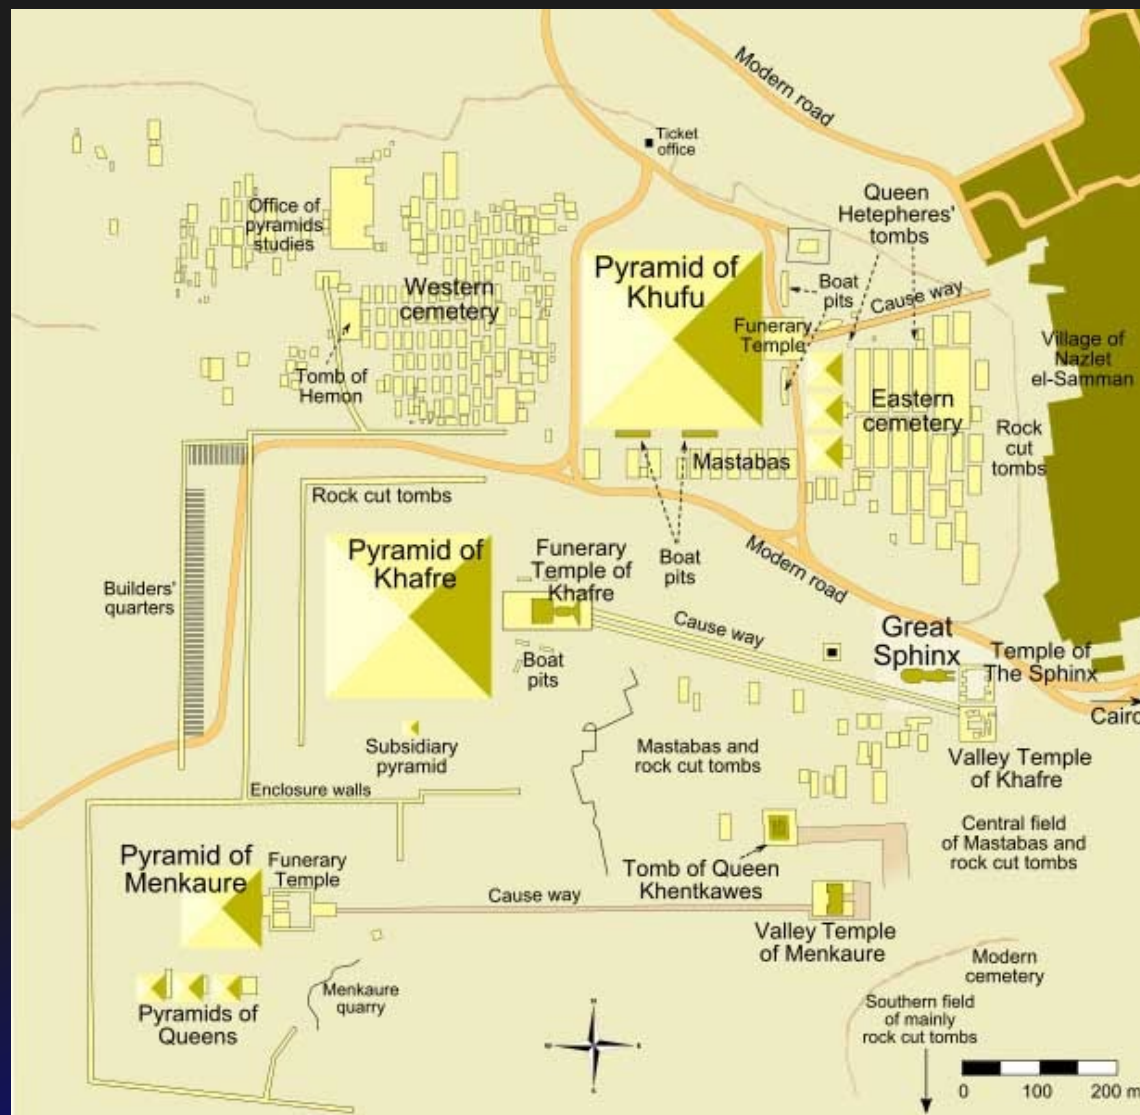 Modern road
Ticket
office
Queen
Hetepheres'
tombs
Office of
pyramids
studies
Pyramid of
Khufu
Boat
pits
Cause way
Western
cemetery
Funerary
Temple
Village of
Nazlet
el-Samman
Tomb of
Hemon
Eastern
cemetery
Rock
cut
tombs
Mastabas
Rock cut tombs
Boat
pits
Modern road
Pyramid of
Khafre
Funerary
Temple of
Khafre
Builders'
quarters
Cause way
Great
Sphinx
Temple of
The Sphinx
Boat
pits
Cairo
Subsidiary
pyramid
Mastabas and
rock cut tombs
Valley Temple
of Khafre
Enclosure walls
Central field
of Mastabas and
rock cut tombs
Pyramid of
Menkaure
Funerary
Temple
Tomb of Queen
Khentkawes
Cause way
Valley Temple
of Menkaure
Modern
cemetery
Menkaure
quarry
Pyramids of
Queens
Southern field
of mainly
rock cut tombs
N
W
E
S
0 100 200 m